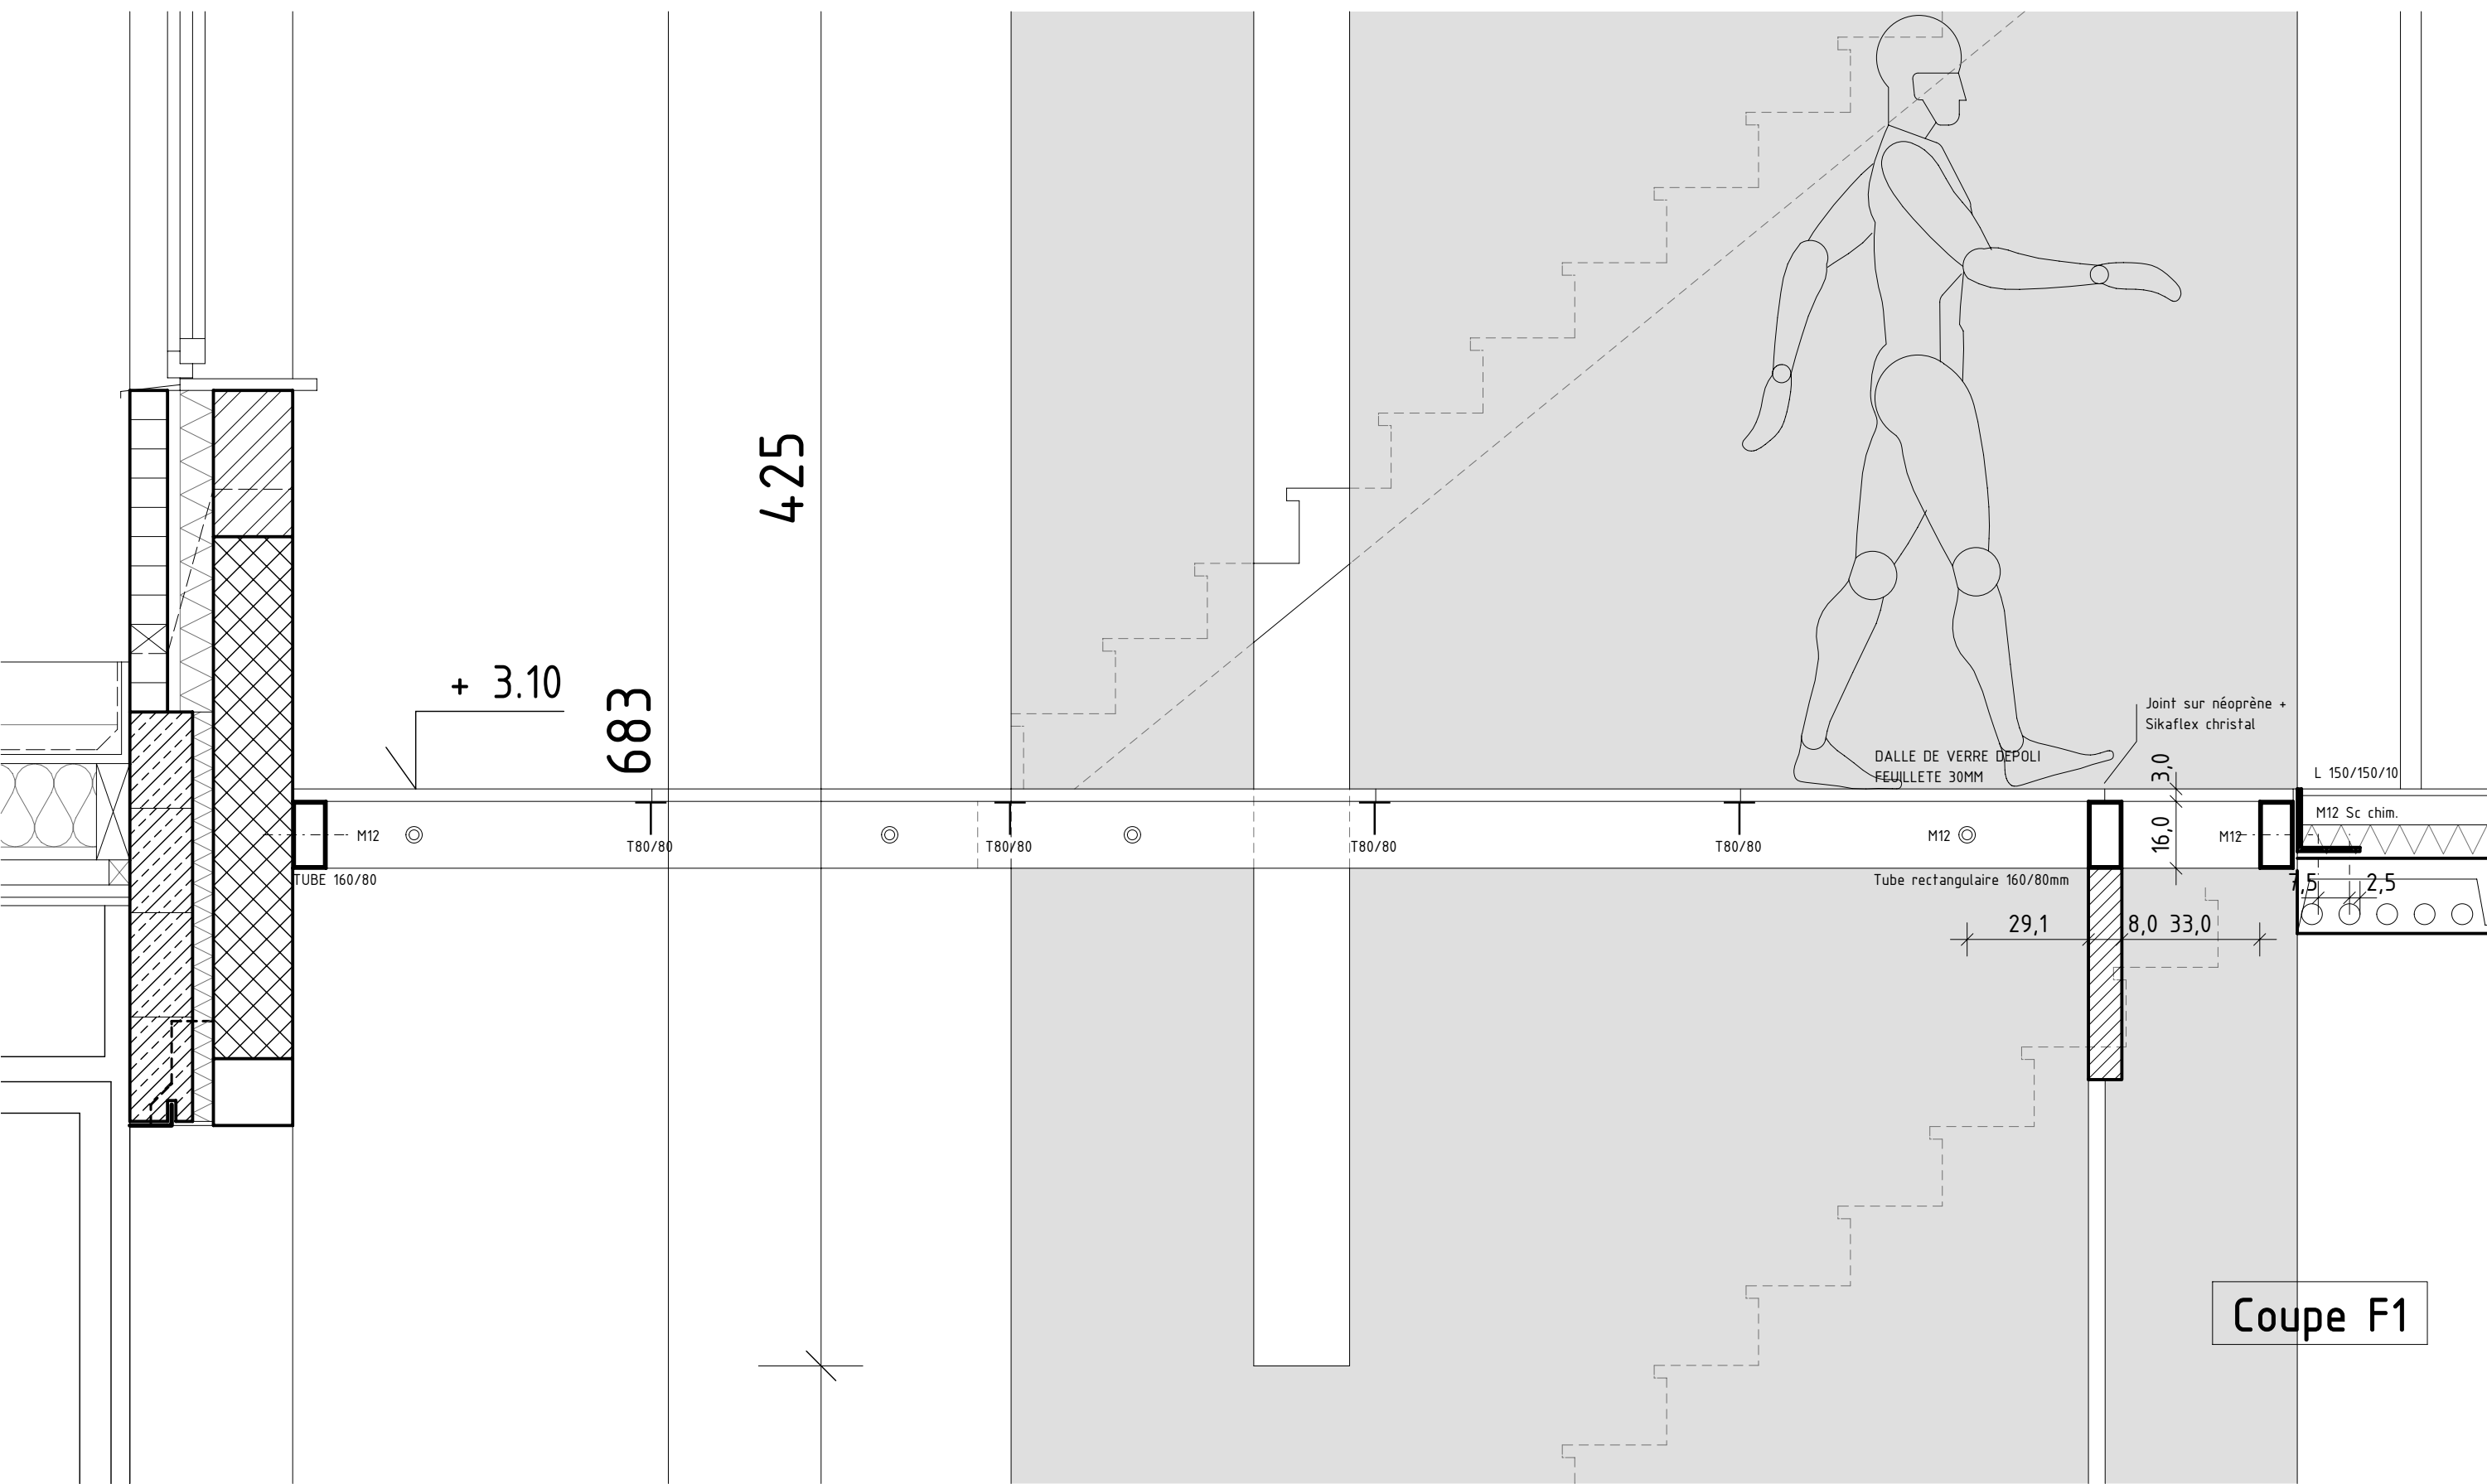 425
+ 3.10
683
Joint sur néoprène +
Sikaflex christal
DALLE DE VERRE DEPOLI
FEUILLETE 30MM
3,0
L 150/150/10
M12 Sc chim.
M12
T80/80
T80/80
T80/80
T80/80
M12
16,0
M12
TUBE 160/80
Tube rectangulaire 160/80mm
7,5
2,5
29,1
8,0
33,0
Coupe F1